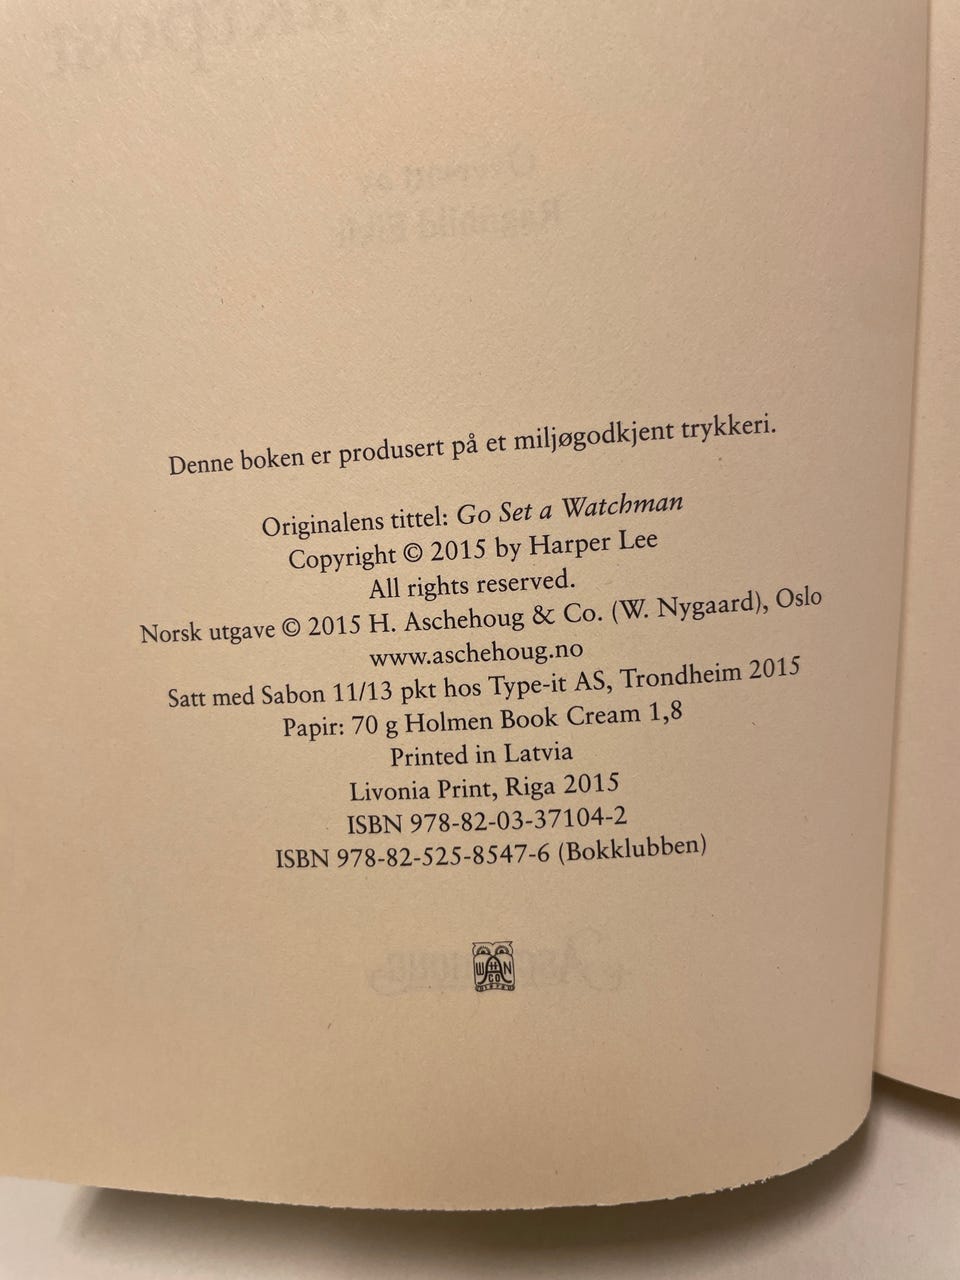 Denne boken er produsert på et miljøgodkjent trykkeri.
Originalens tittel: Go Set a Watchman
Copyright © 2015 by Harper Lee
All rights reserved.
Norsk utgave © 2015 H. Aschehoug & Co. (W. Nygaard), Oslo
www.aschehoug.no
Satt med Sabon 11/13 pkt hos Type-it AS, Trondheim 2015
Papir: 70 g Holmen Book Cream 1,8
Printed in Latvia
Livonia Print, Riga 2015
ISBN 978-82-03-37104-2
ISBN 978-82-525-8547-6 (Bokklubben)